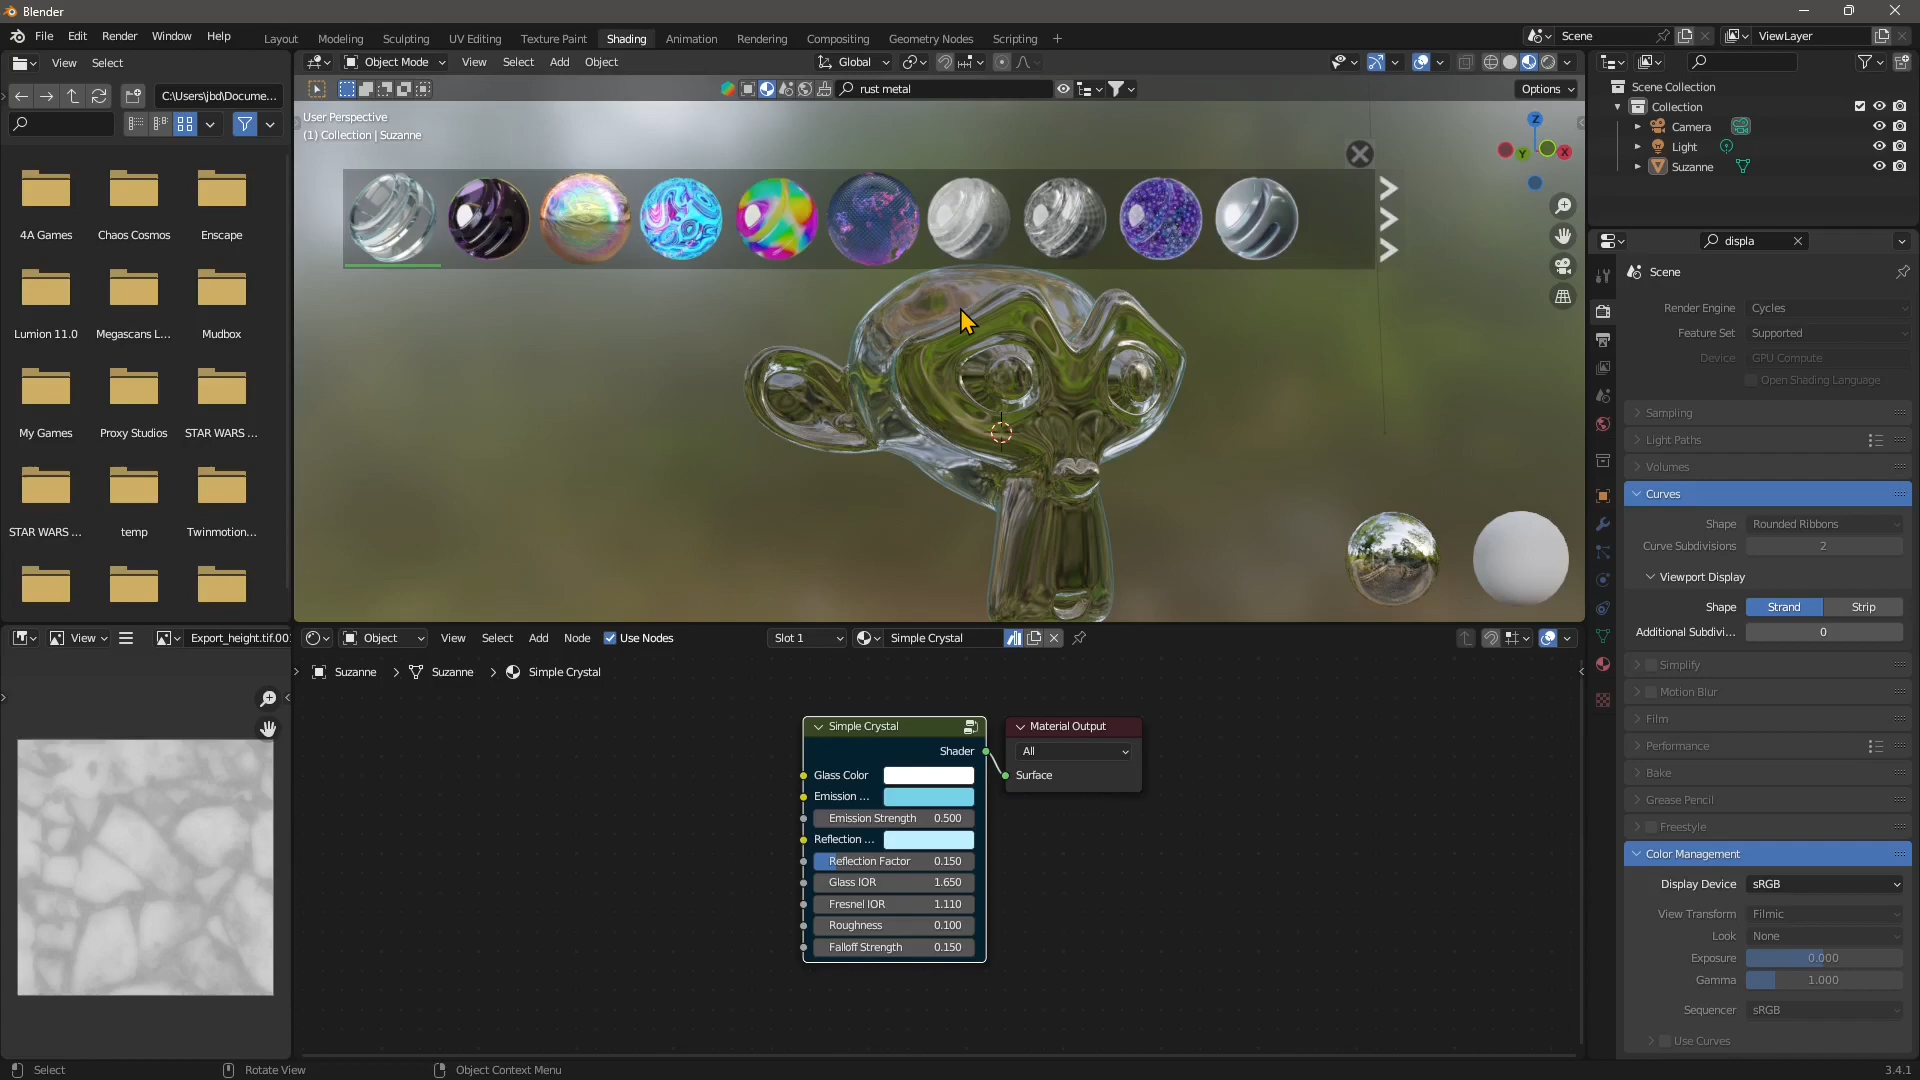 Blender
File Edit Render Window Help
Layout Modeling Sculpting UV Editing Texture Paint Shading Animation Rendering Compositing Geometry Nodes Scripting +
Scene
ViewLayer
View Select
C:\Users\jbd\Docume...
4A Games Chaos Cosmos Enscape
Lumion 11.0 Megascans L... Mudbox
My Games Proxy Studios STAR WARS ...
STAR WARS ... temp Twinmotion...
Object Mode View Select Add Object
Global
rust metal
Options
User Perspective
(1) Collection | Suzanne
Z
Y
X
Scene Collection
Collection
Camera
Light
Suzanne
displa
Scene
Render Engine Cycles
Feature Set Supported
Device GPU Compute
Open Shading Language
Sampling
Light Paths
Volumes
Curves
Shape Rounded Ribbons
Curve Subdivisions 2
Viewport Display
Shape Strand Strip
Additional Subdivi... 0
Simplify
Motion Blur
Film
Performance
Bake
Grease Pencil
Freestyle
Color Management
Display Device sRGB
View Transform Filmic
Look None
Exposure 0.000
Gamma 1.000
Sequencer sRGB
Use Curves
View
Export_height.tif.001
Object View Select Add Node Use Nodes
Slot 1
Simple Crystal
Suzanne > Suzanne > Simple Crystal
Simple Crystal
Shader
Glass Color
Emission ...
Emission Strength 0.500
Reflection ...
Reflection Factor 0.150
Glass IOR 1.650
Fresnel IOR 1.110
Roughness 0.100
Falloff Strength 0.150
Material Output
All
Surface
Select
Rotate View
Object Context Menu
3.4.1